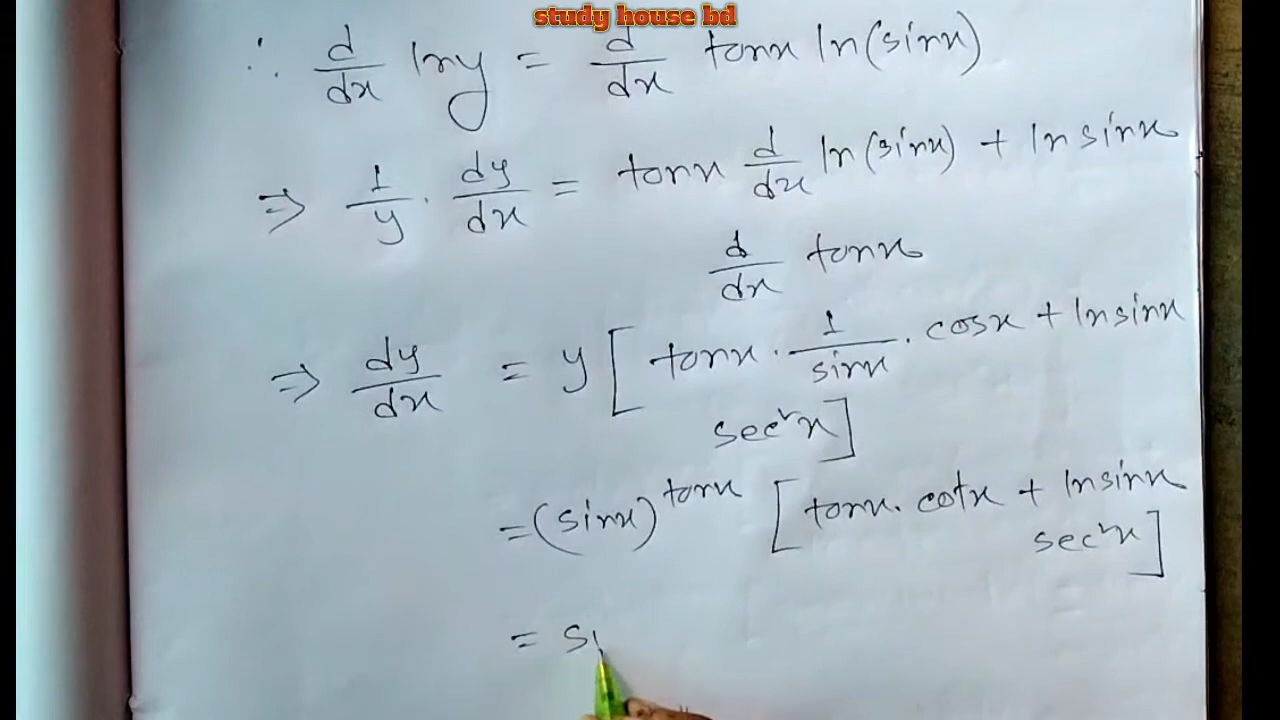 study house bd
∴ d/dx lny = d/dx tanx ln(sinx)
⇒ 1/y · dy/dx = tanx d/dx ln(sinx) + lnsinx
d/dx tanx
⇒ dy/dx = y [ tanx · 1/sinx · cosx + lnsinx
sec²x ]
= (sinx)^tanx [ tanx · cotx + lnsinx
sec²x ]
= si